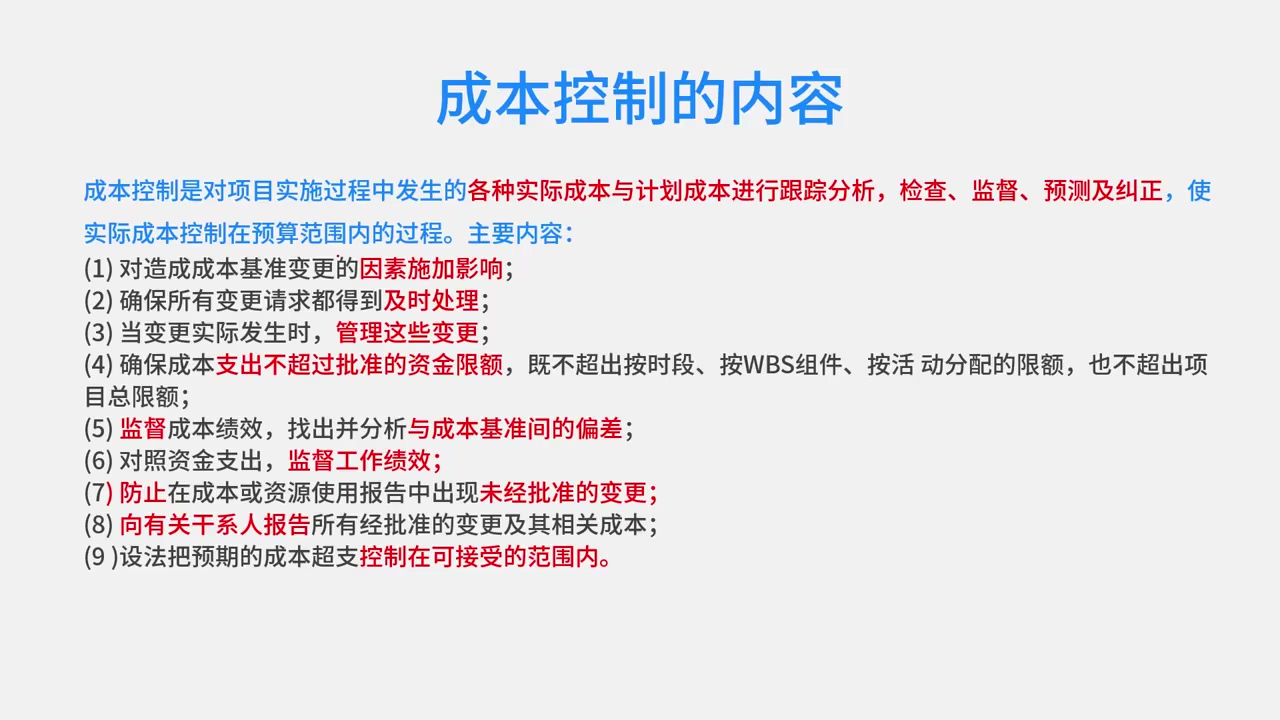 成本控制的内容
成本控制是对项目实施过程中发生的各种实际成本与计划成本进行跟踪分析，检查、监督、预测及纠正，使
实际成本控制在预算范围内的过程。主要内容：
(1) 对造成成本基准变更的因素施加影响；
(2) 确保所有变更请求都得到及时处理；
(3) 当变更实际发生时，管理这些变更；
(4) 确保成本支出不超过批准的资金限额，既不超出按时段、按WBS组件、按活 动分配的限额，也不超出项
目总限额；
(5) 监督成本绩效，找出并分析与成本基准间的偏差；
(6) 对照资金支出，监督工作绩效；
(7) 防止在成本或资源使用报告中出现未经批准的变更；
(8) 向有关干系人报告所有经批准的变更及其相关成本；
(9 )设法把预期的成本超支控制在可接受的范围内。